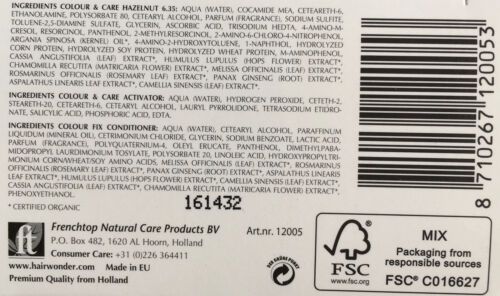 INGREDIENTS COLOUR & CARE HAZELNUT 6.35: AQUA (WATER), COCAMIDE MEA, CETEARETH-6,
ETHANOLAMINE, POLYSORBATE 80, CETEARYL ALCOHOL, PARFUM (FRAGRANCE), SODIUM SULFITE,
TOLUENE-2,5-DIAMINE SULFATE, GLYCERIN, ASCORBIC ACID, TRISODIUM HEDTA, 4-AMINO-M-
CRESOL, RESORCINOL, PANTHENOL, 2-METHYLRESORCINOL, 2-AMINO-6-CHLORO-4-NITROPHENOL,
ARGANIA SPINOSA (KERNEL) OIL*, 4-AMINO-2-HYDROXYTOLUENE, 1-NAPHTHOL, HYDROLYZED
CORN PROTEIN, HYDROLYZED SOY PROTEIN, HYDROLYZED WHEAT PROTEIN, M-AMINOPHENOL,
CASSIA ANGUSTIFOLIA (LEAF) EXTRACT*, HUMULUS LUPULUS (HOPS FLOWER) EXTRACT*,
CHAMOMILLA RECUTITA (MATRICARIA FLOWER) EXTRACT*, MELISSA OFFICINALIS (LEAF) EXTRACT*,
ROSMARINUS OFFICINALIS (ROSEMARY LEAF) EXTRACT*, PANAX GINSENG (ROOT) EXTRACT*,
ASPALATHUS LINEARIS LEAF EXTRACT*, CAMELLIA SINENSIS (LEAF) EXTRACT*.
INGREDIENTS COLOUR & CARE ACTIVATOR: AQUA (WATER), HYDROGEN PEROXIDE, CETETH-2,
STEARETH-20, CETEARETH-6, CETEARYL ALCOHOL, LAURYL PYRROLIDONE, TETRASODIUM ETIDRO-
NATE, SALICYLIC ACID, PHOSPHORIC ACID, EDTA.
INGREDIENTS COLOUR FIX CONDITIONER: AQUA (WATER), CETEARYL ALCOHOL, PARAFFINUM
LIQUIDUM (MINERAL OIL), CETRIMONIUM CHLORIDE, GLYCERIN, SODIUM BENZOATE, LACTIC ACID,
PARFUM (FRAGRANCE), POLYQUATERNIUM-4, OLEYL ERUCATE, PANTHENOL, DIMETHYLPABA-
MIDOPROPYL LAURDIMONIUM TOSYLATE, POLYSORBATE 20, LINOLEIC ACID, HYDROXYPROPYLTRI-
MONIUM CORN/WHEAT/SOY AMINO ACIDS, MELISSA OFFICINALIS (LEAF) EXTRACT*, ROSMARINUS
OFFICINALIS (ROSEMARY LEAF) EXTRACT*, PANAX GINSENG (ROOT) EXTRACT*, ASPALATHUS LINEARIS
LEAF EXTRACT*, HUMULUS LUPULUS (HOPS FLOWER) EXTRACT*, CAMELLIA SINENSIS (LEAF) EXTRACT*,
CASSIA ANGUSTIFOLIA (LEAF) EXTRACT*, CHAMOMILLA RECUTITA (MATRICARIA FLOWER) EXTRACT*,
PHENOXYETHANOL.
* CERTIFIED ORGANIC
161432
8 710267 120053
ft
Frenchtop Natural Care Products BV
P.O. Box 482, 1620 AL Hoorn, Holland
Consumer Care: +31 (0)226 364411
www.hairwonder.com Made in EU
Premium Quality from Holland
Art.nr. 12005
DER GRÜNE PUNKT
FSC
www.fsc.org
MIX
Packaging from
responsible sources
FSC® C016627